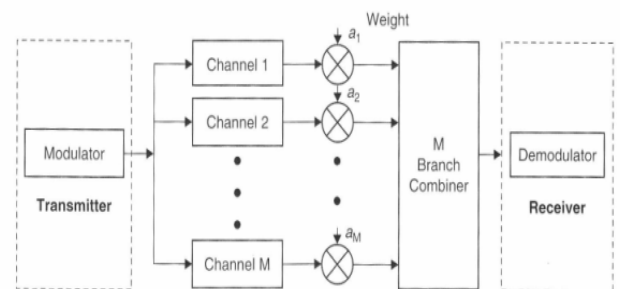 Weight
a1
Channel 1
a2
Channel 2
Modulator
Transmitter
M
Branch
Combiner
Demodulator
Receiver
aM
Channel M